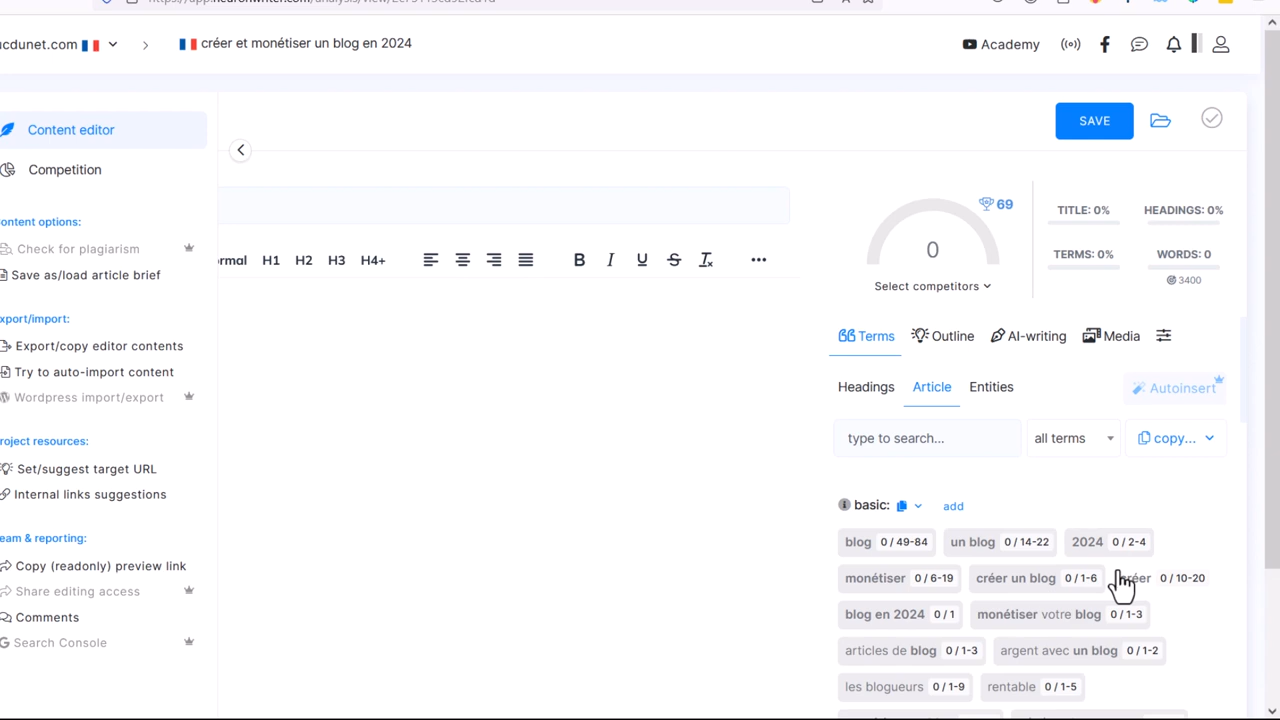 ucdunet.com
créer et monétiser un blog en 2024
Academy
Content editor
SAVE
Competition
69
TITLE: 0%
HEADINGS: 0%
ontent options:
Check for plagiarism
Save as/load article brief
rmal H1 H2 H3 H4+
B I U S
0
TERMS: 0%
WORDS: 0
3400
Select competitors
xport/import:
Export/copy editor contents
Try to auto-import content
Wordpress import/export
Terms
Outline
AI-writing
Media
Headings
Article
Entities
Autoinsert
type to search...
all terms
copy...
roject resources:
Set/suggest target URL
Internal links suggestions
basic:
add
eam & reporting:
Copy (readonly) preview link
Share editing access
Comments
Search Console
blog 0 / 49-84
un blog 0 / 14-22
2024 0 / 2-4
monétiser 0 / 6-19
créer un blog 0 / 1-6
éer 0 / 10-20
blog en 2024 0 / 1
monétiser votre blog 0 / 1-3
articles de blog 0 / 1-3
argent avec un blog 0 / 1-2
les blogueurs 0 / 1-9
rentable 0 / 1-5